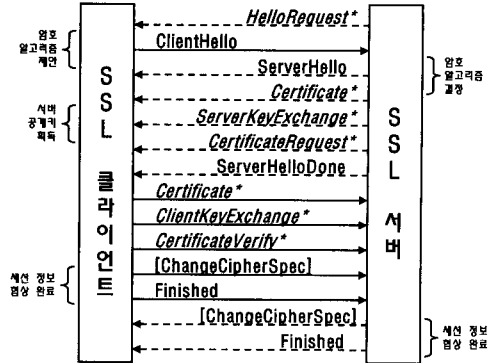 HelloRequest*
암호
알고리즘
제안
ClientHello
ServerHello
암호
알고리즘
결정
Certificate*
서버
공개키
획득
ServerKeyExchange*
CertificateRequest*
ServerHelloDone
SSL 클라이언트
SSL 서버
Certificate*
ClientKeyExchange*
CertificateVerify*
[ChangeCipherSpec]
세션 정보
협상 완료
Finished
[ChangeCipherSpec]
Finished
세션 정보
협상 완료